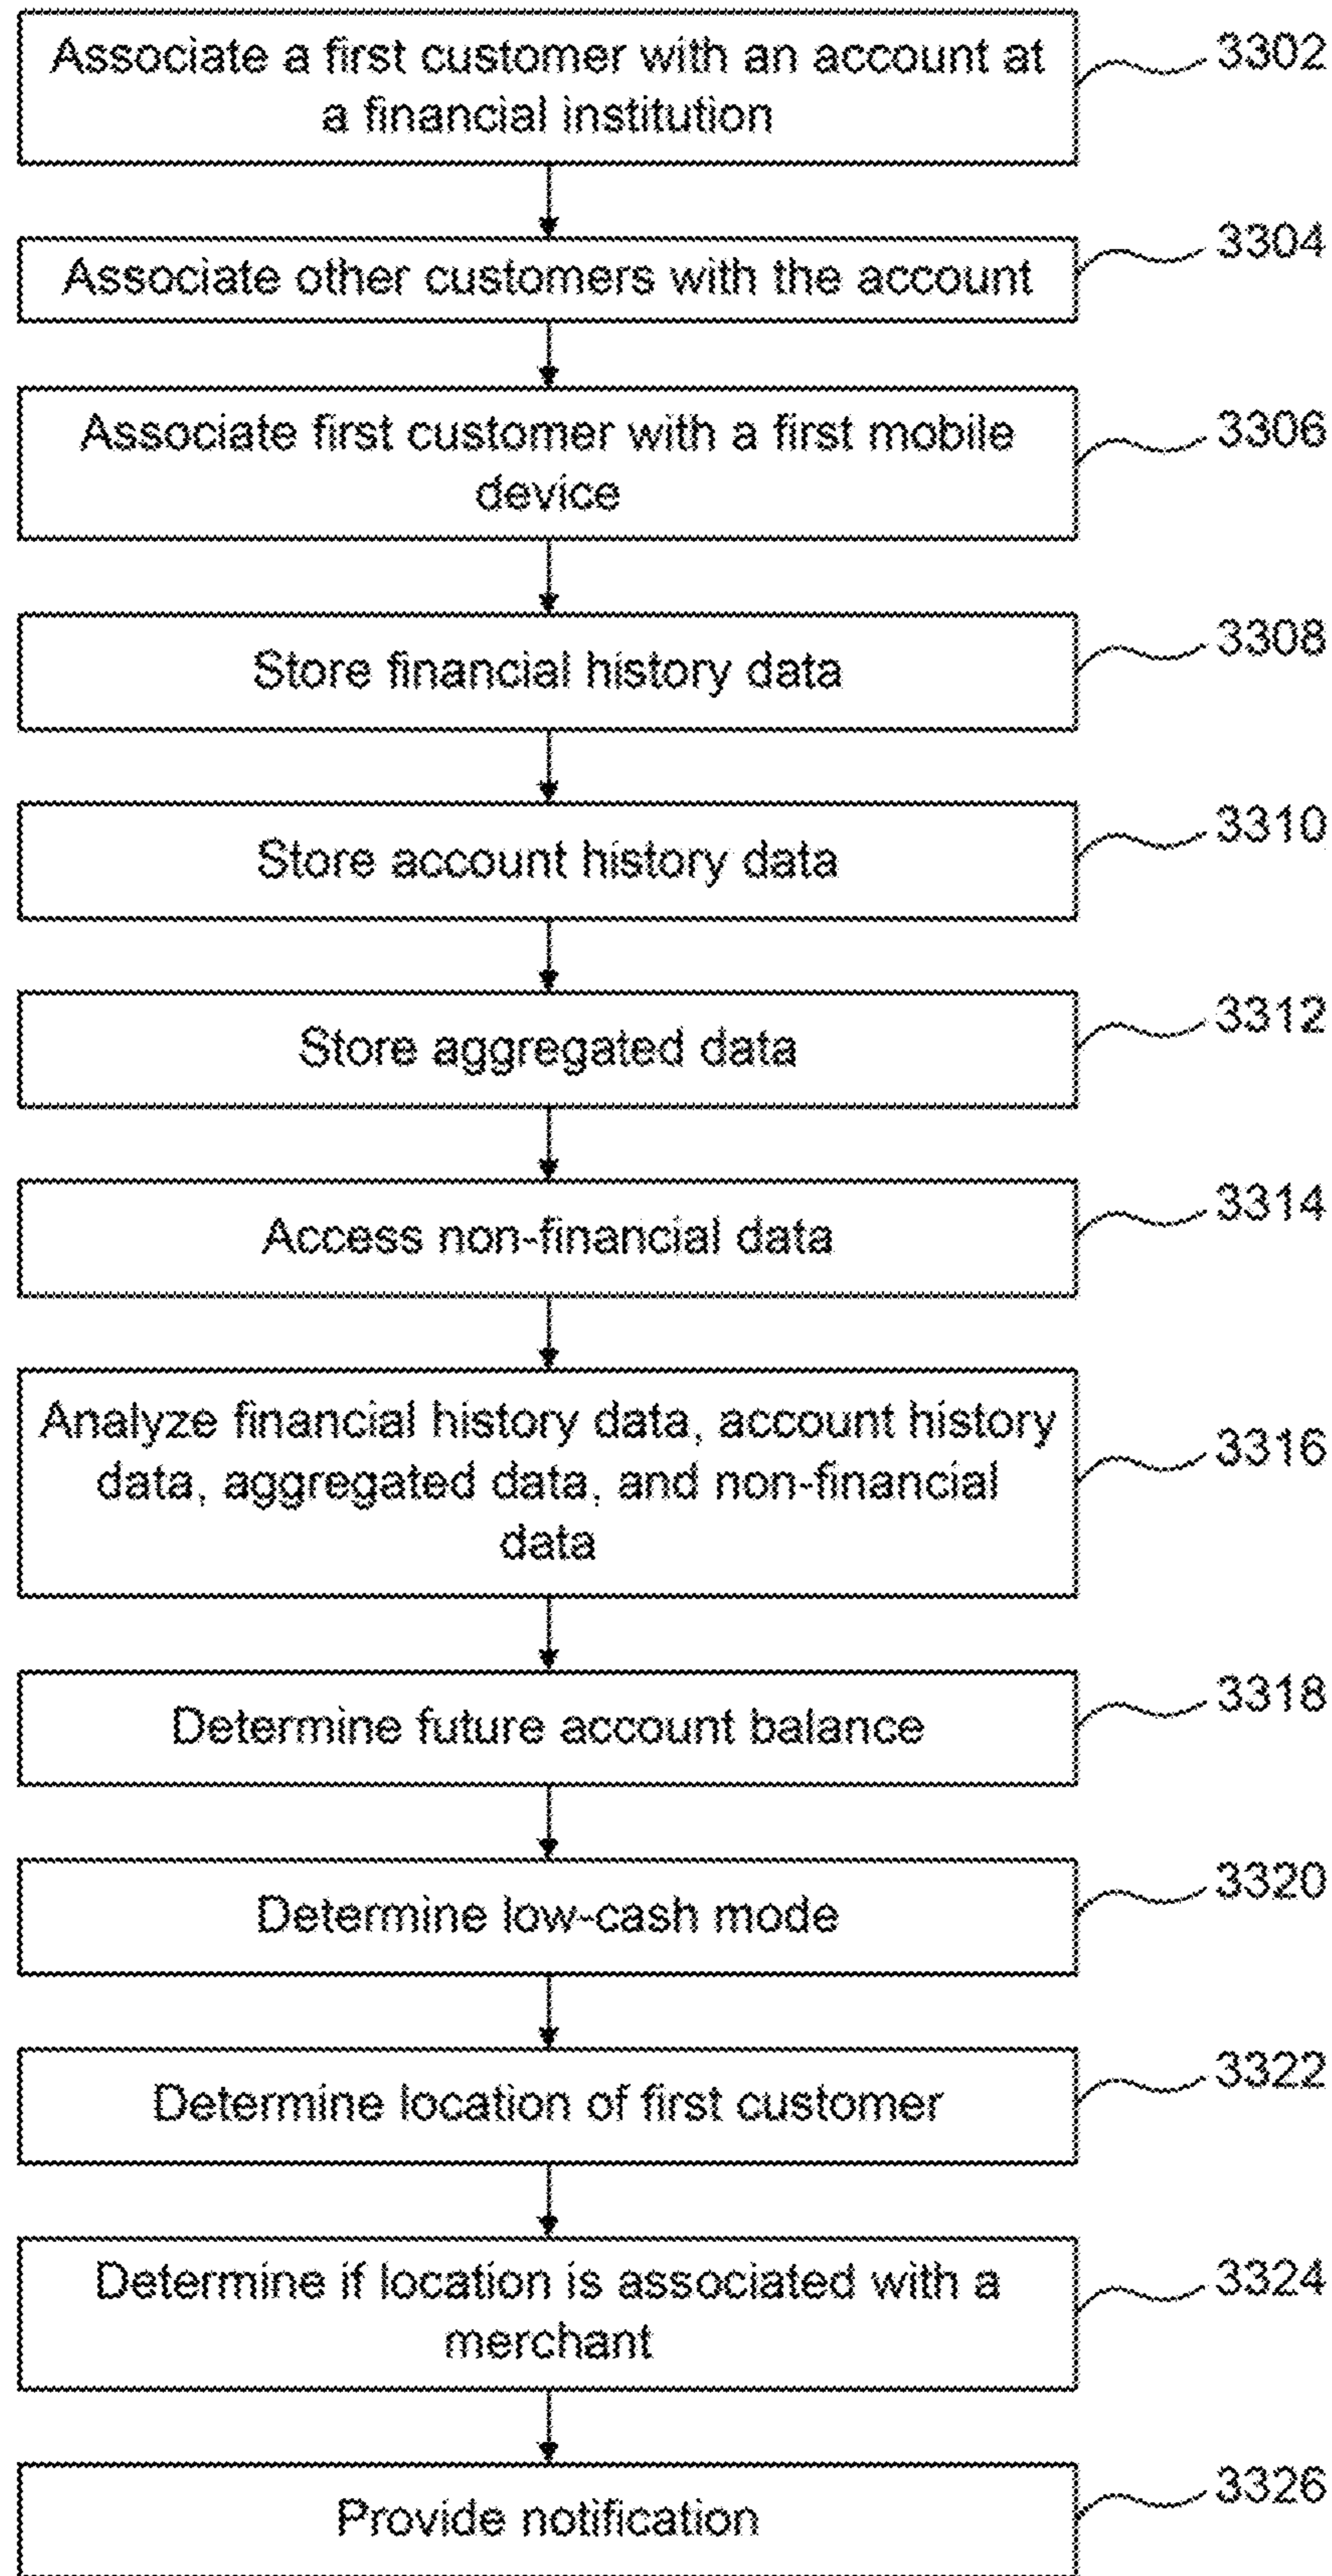 Associate a first customer with an account at
a financial institution
3302
Associate other customers with the account
3304
Associate first customer with a first mobile
device
3306
Store financial history data
3308
Store account history data
3310
Store aggregated data
3312
Access non-financial data
3314
Analyze financial history data, account history
data, aggregated data, and non-financial
data
3316
Determine future account balance
3318
Determine low-cash mode
3320
Determine location of first customer
3322
Determine if location is associated with a
merchant
3324
Provide notification
3326